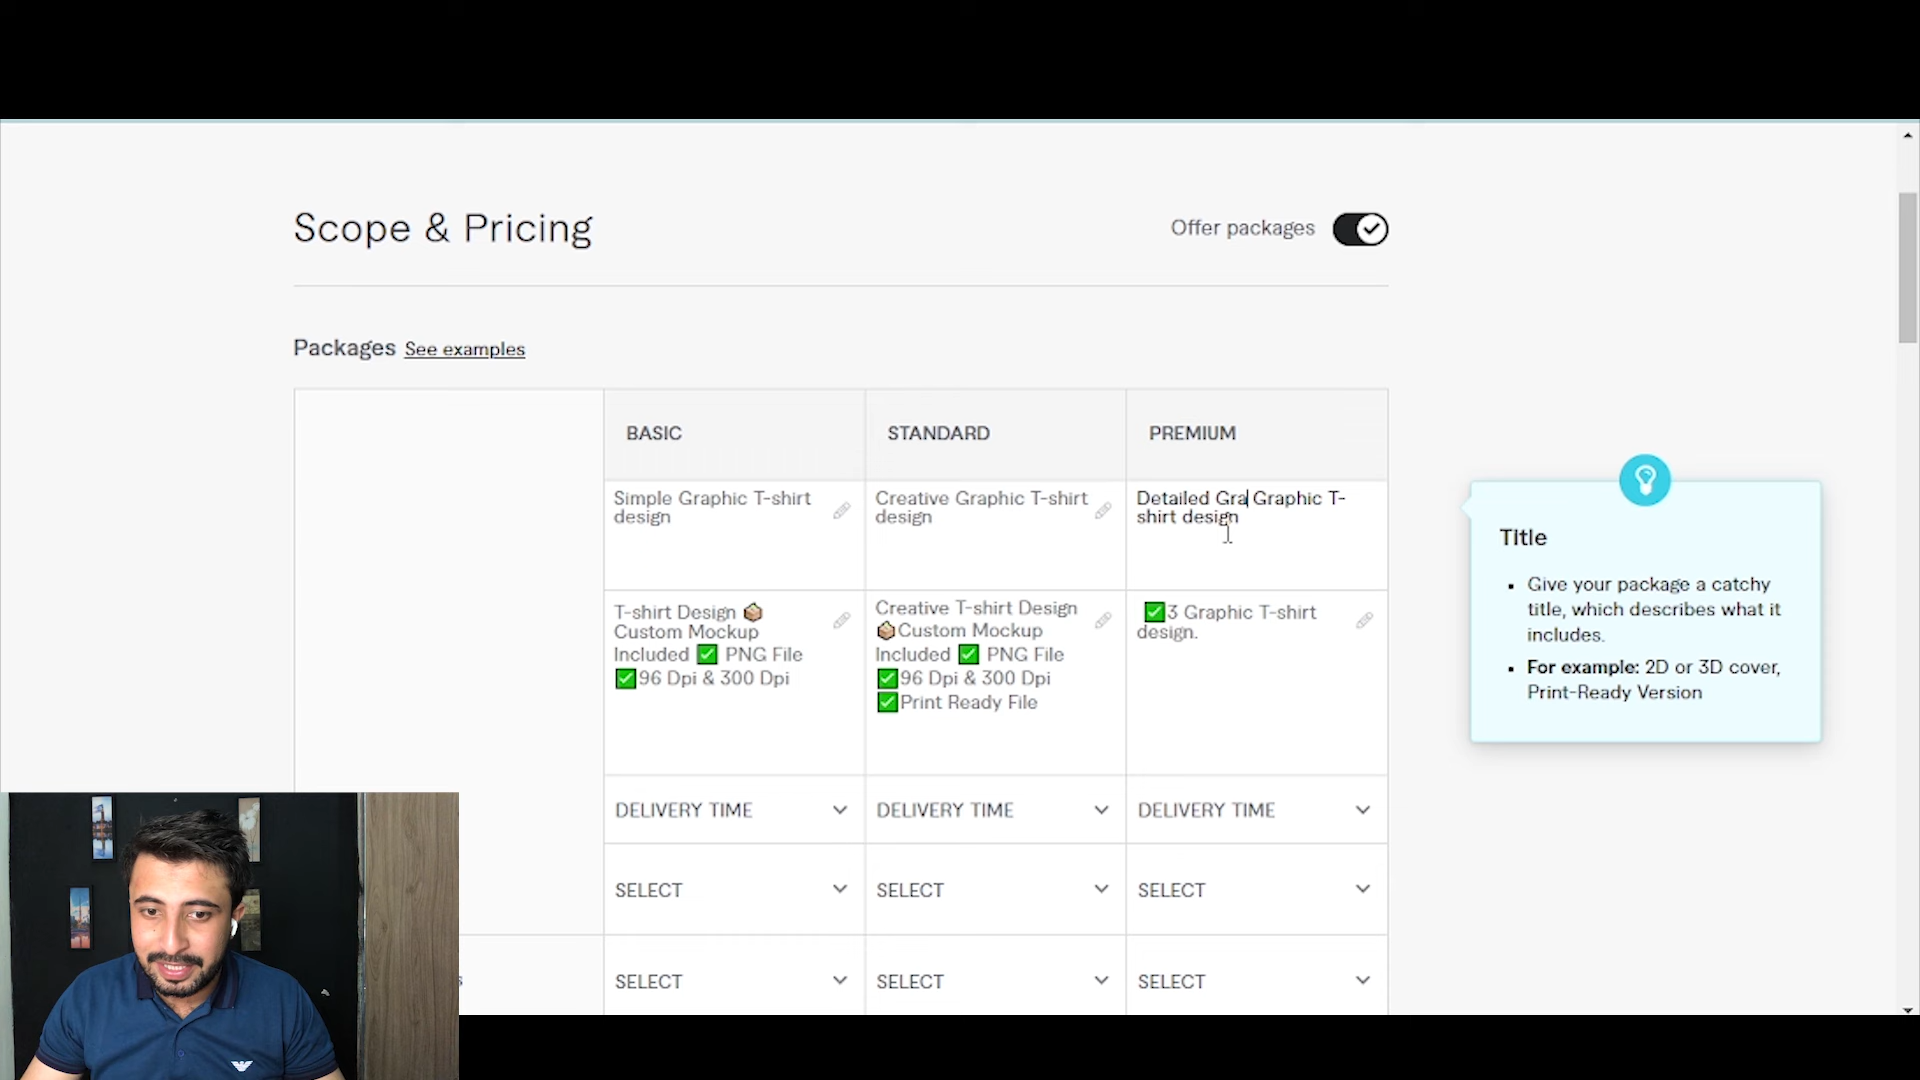 Scope & Pricing
Offer packages
Packages See examples
BASIC
STANDARD
PREMIUM
Simple Graphic T-shirt
design
Creative Graphic T-shirt
design
Detailed Gra Graphic T-
shirt design
T-shirt Design 📦
Custom Mockup
Included ✅ PNG File
✅96 Dpi & 300 Dpi
Creative T-shirt Design
📦Custom Mockup
Included ✅ PNG File
✅96 Dpi & 300 Dpi
✅Print Ready File
✅3 Graphic T-shirt
design.
DELIVERY TIME
DELIVERY TIME
DELIVERY TIME
SELECT
SELECT
SELECT
s
SELECT
SELECT
SELECT
Title
• Give your package a catchy
title, which describes what it
includes.
• For example: 2D or 3D cover,
Print-Ready Version